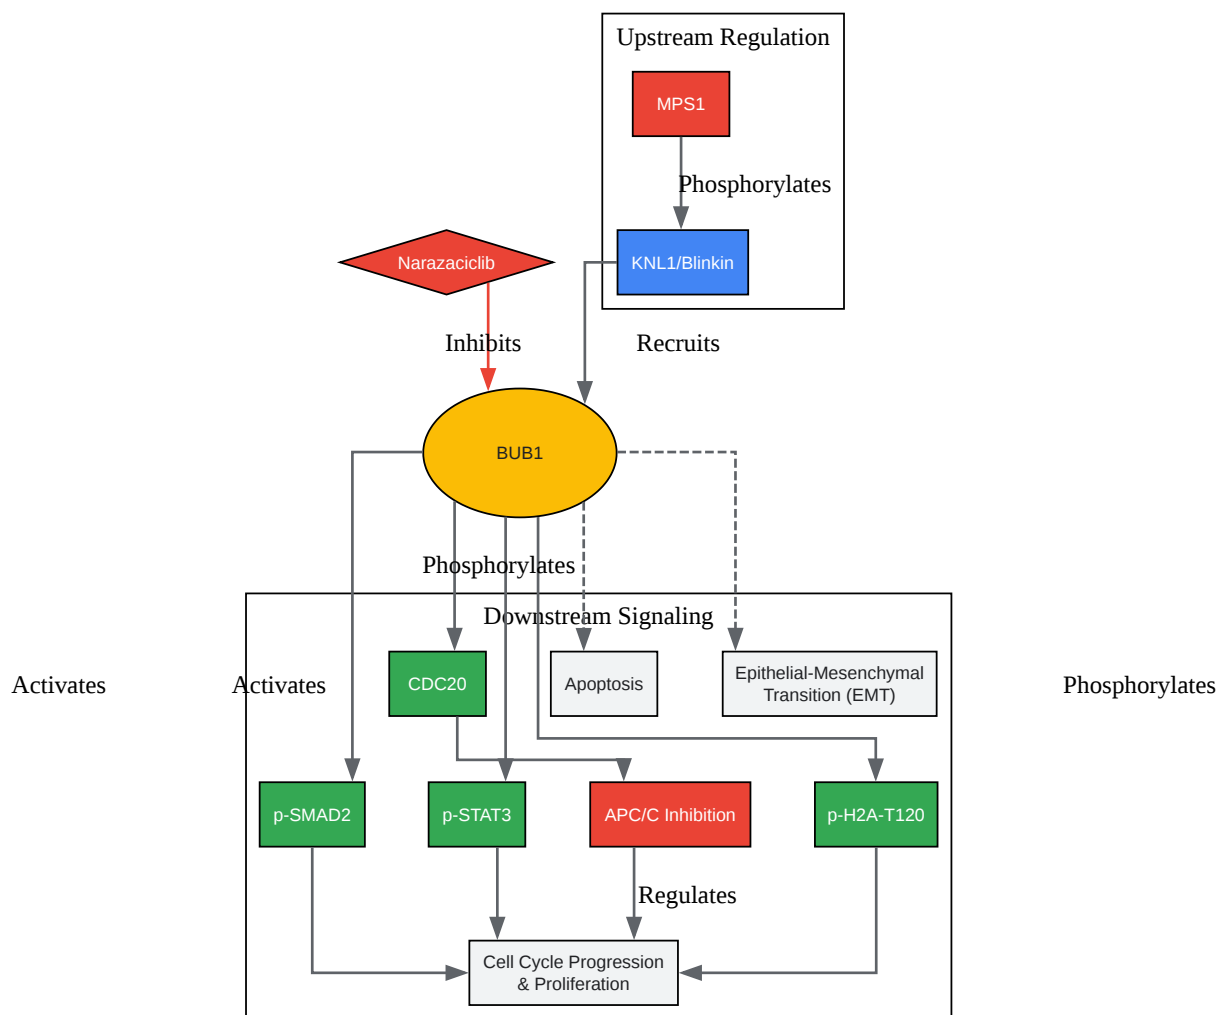 Upstream Regulation
MPS1
Phosphorylates
Narazaciclib
KNL1/Blinkin
Inhibits
Recruits
BUB1
Phosphorylates
Downstream Signaling
CDC20
Apoptosis
Epithelial-Mesenchymal
Transition (EMT)
Activates
Activates
Phosphorylates
p-SMAD2
p-STAT3
APC/C Inhibition
p-H2A-T120
Regulates
Cell Cycle Progression
& Proliferation